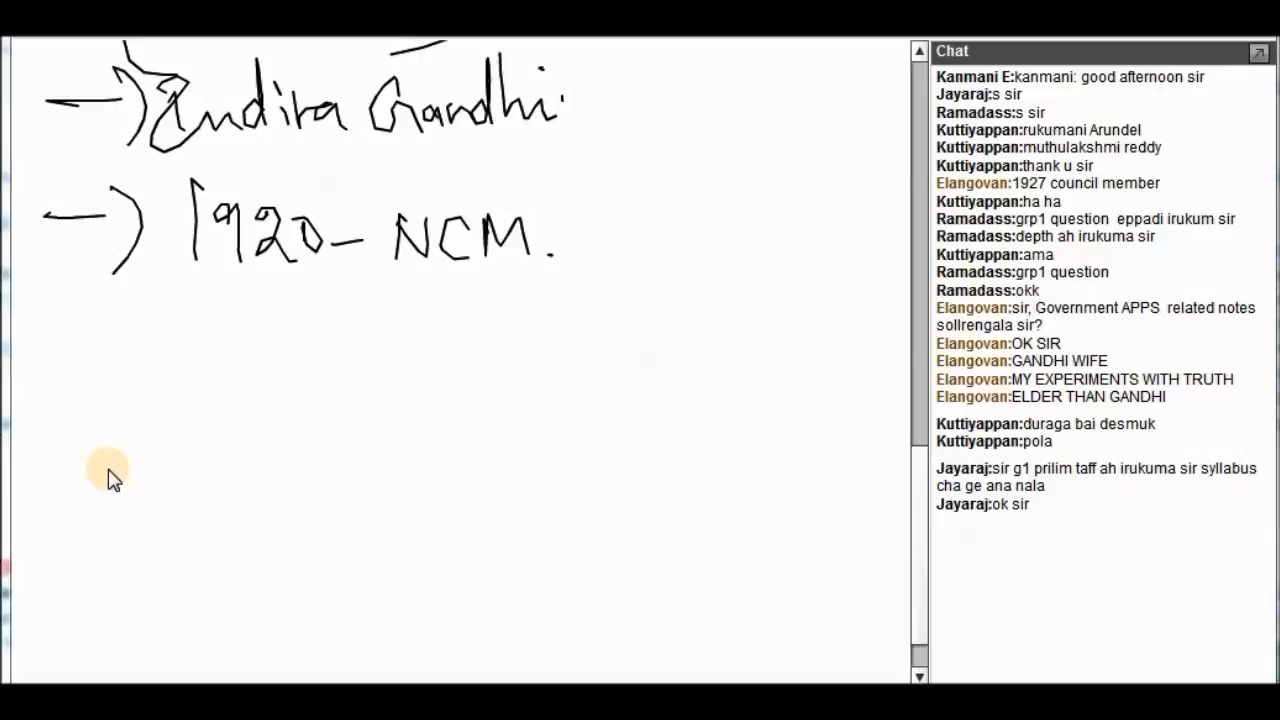 Indira Gandhi.
1920- NCM.
Chat
Kanmani E:kanmani: good afternoon sir
Jayaraj:s sir
Ramadass:s sir
Kuttiyappan:rukumani Arundel
Kuttiyappan:muthulakshmi reddy
Kuttiyappan:thank u sir
Elangovan:1927 council member
Kuttiyappan:ha ha
Ramadass:grp1 question eppadi irukum sir
Ramadass:depth ah irukuma sir
Kuttiyappan:ama
Ramadass:grp1 question
Ramadass:okk
Elangovan:sir, Government APPS related notes
sollrengala sir?
Elangovan:OK SIR
Elangovan:GANDHI WIFE
Elangovan:MY EXPERIMENTS WITH TRUTH
Elangovan:ELDER THAN GANDHI
Kuttiyappan:duraga bai desmuk
Kuttiyappan:pola
Jayaraj:sir g1 prilim taff ah irukuma sir syllabus
cha ge ana nala
Jayaraj:ok sir